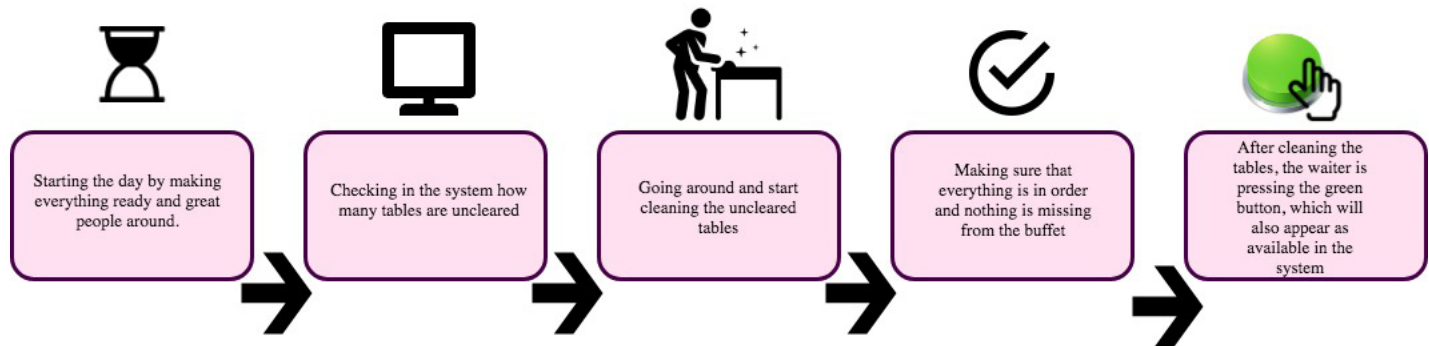 Starting the day by making
everything ready and great
people around.
Checking in the system how
many tables are uncleared
Going around and start
cleaning the uncleared
tables
Making sure that
everything is in order
and nothing is missing
from the buffet
After cleaning the
tables, the waiter is
pressing the green
button, which will
also appear as
available in the
system